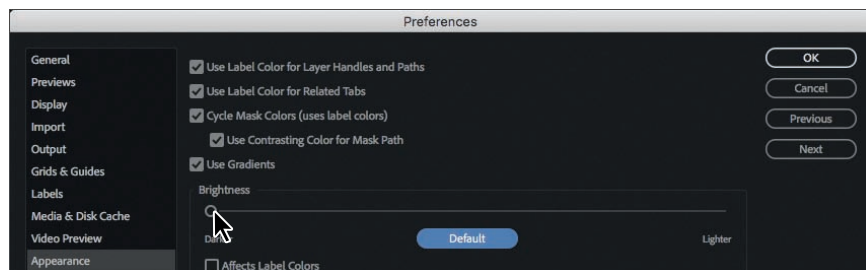 Preferences
General
Previews
Display
Import
Output
Grids & Guides
Labels
Media & Disk Cache
Video Preview
Appearance
Use Label Color for Layer Handles and Paths
Use Label Color for Related Tabs
Cycle Mask Colors (uses label colors)
Use Contrasting Color for Mask Path
Use Gradients
Brightness
Default
Lighter
Affects Label Colors
OK
Cancel
Previous
Next